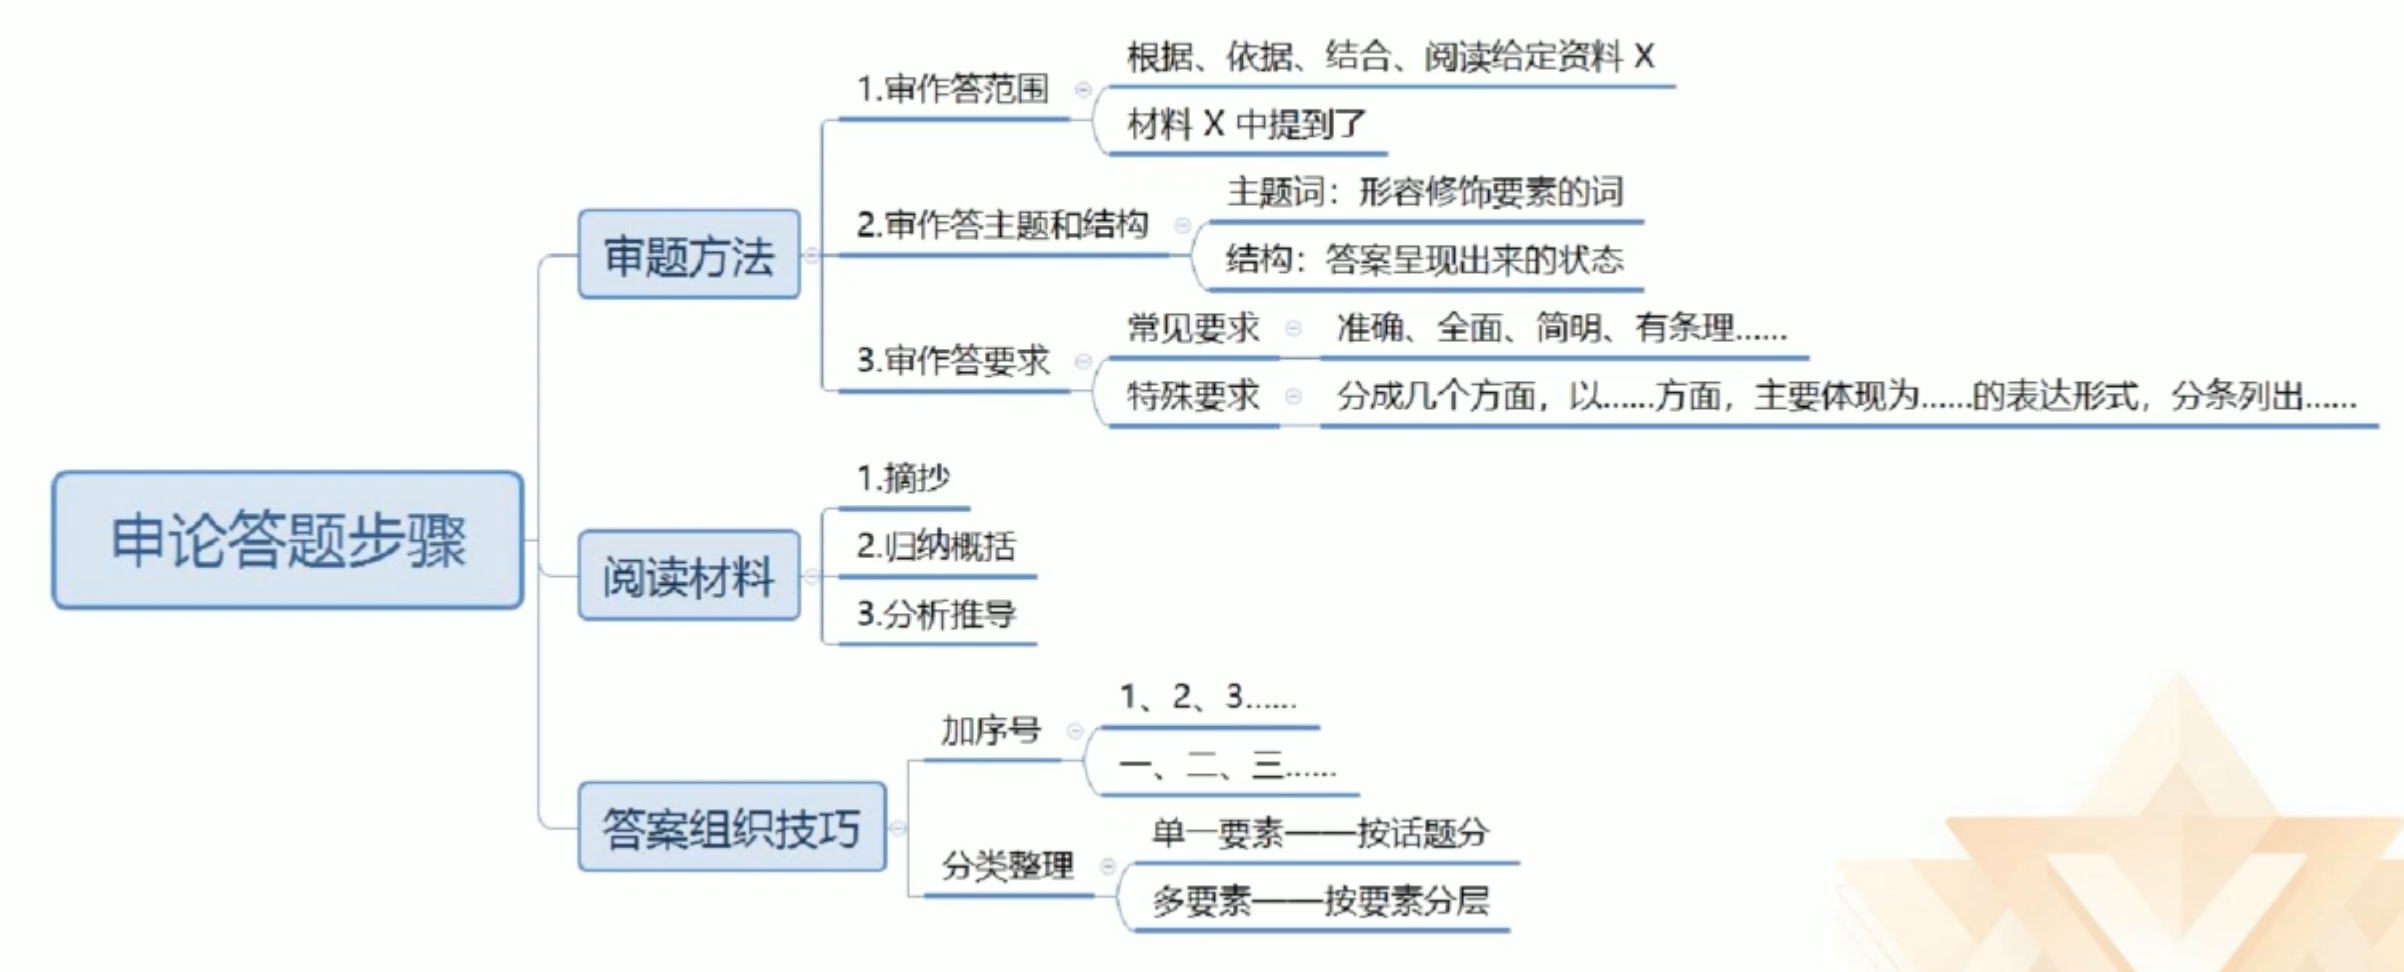 申论答题步骤
审题方法
1.审作答范围
根据、依据、结合、阅读给定资料 X
材料 X 中提到了
2.审作答主题和结构
主题词：形容修饰要素的词
结构：答案呈现出来的状态
3.审作答要求
常见要求
准确、全面、简明、有条理......
特殊要求
分成几个方面，以......方面，主要体现为......的表达形式，分条列出......
阅读材料
1.摘抄
2.归纳概括
3.分析推导
答案组织技巧
加序号
1、2、3......
一、二、三......
分类整理
单一要素——按话题分
多要素——按要素分层